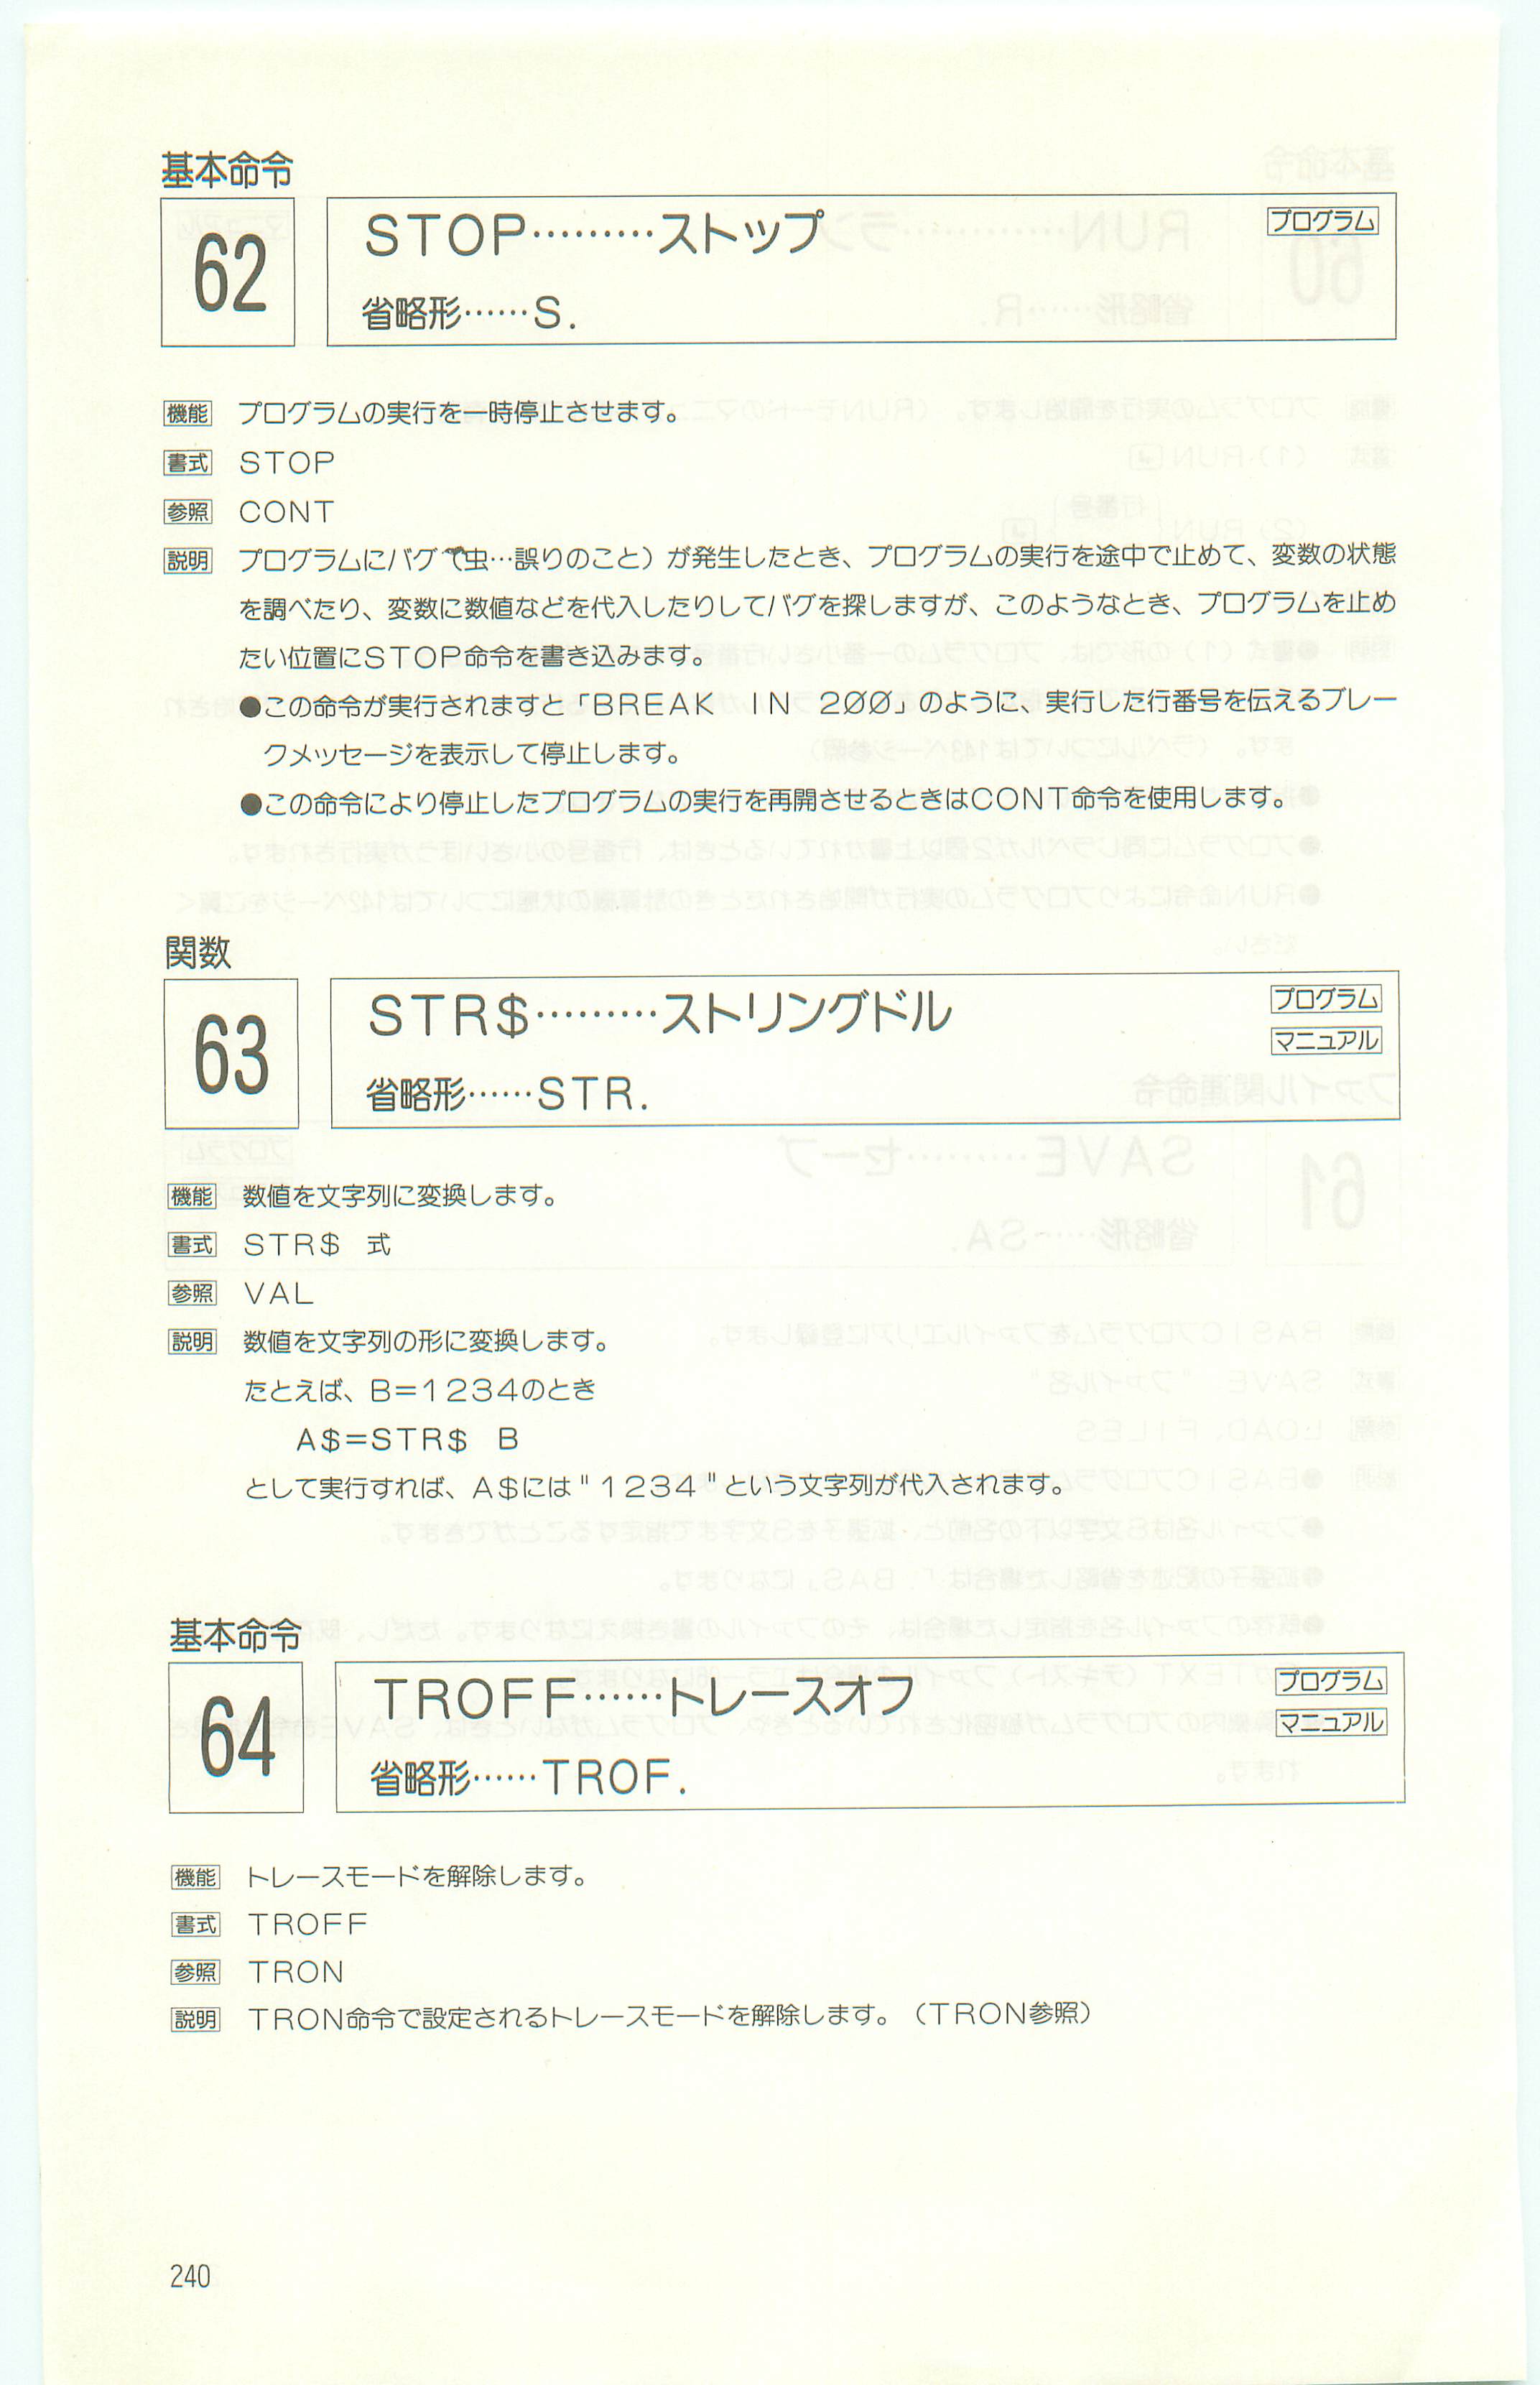 基本命令
62
STOP………ストップ
プログラム
省略形……S.
機能 プログラムの実行を一時停止させます。
書式 STOP
参照 CONT
説明 プログラムにバグ（虫…誤りのこと）が発生したとき、プログラムの実行を途中で止めて、変数の状態
を調べたり、変数に数値などを代入したりしてバグを探しますが、このようなとき、プログラムを止め
たい位置にSTOP命令を書き込みます。
●この命令が実行されますと「BREAK IN 200」のように、実行した行番号を伝えるブレー
クメッセージを表示して停止します。
●この命令により停止したプログラムの実行を再開させるときはCONT命令を使用します。
関数
63
STR$………ストリングドル
プログラム
マニュアル
省略形……STR.
機能 数値を文字列に変換します。
書式 STR$ 式
参照 VAL
説明 数値を文字列の形に変換します。
たとえば、B=1234のとき
A$=STR$ B
として実行すれば、A$には"1234"という文字列が代入されます。
基本命令
64
TROFF……トレースオフ
プログラム
マニュアル
省略形……TROF.
機能 トレースモードを解除します。
書式 TROFF
参照 TRON
説明 TRON命令で設定されるトレースモードを解除します。（TRON参照）
240